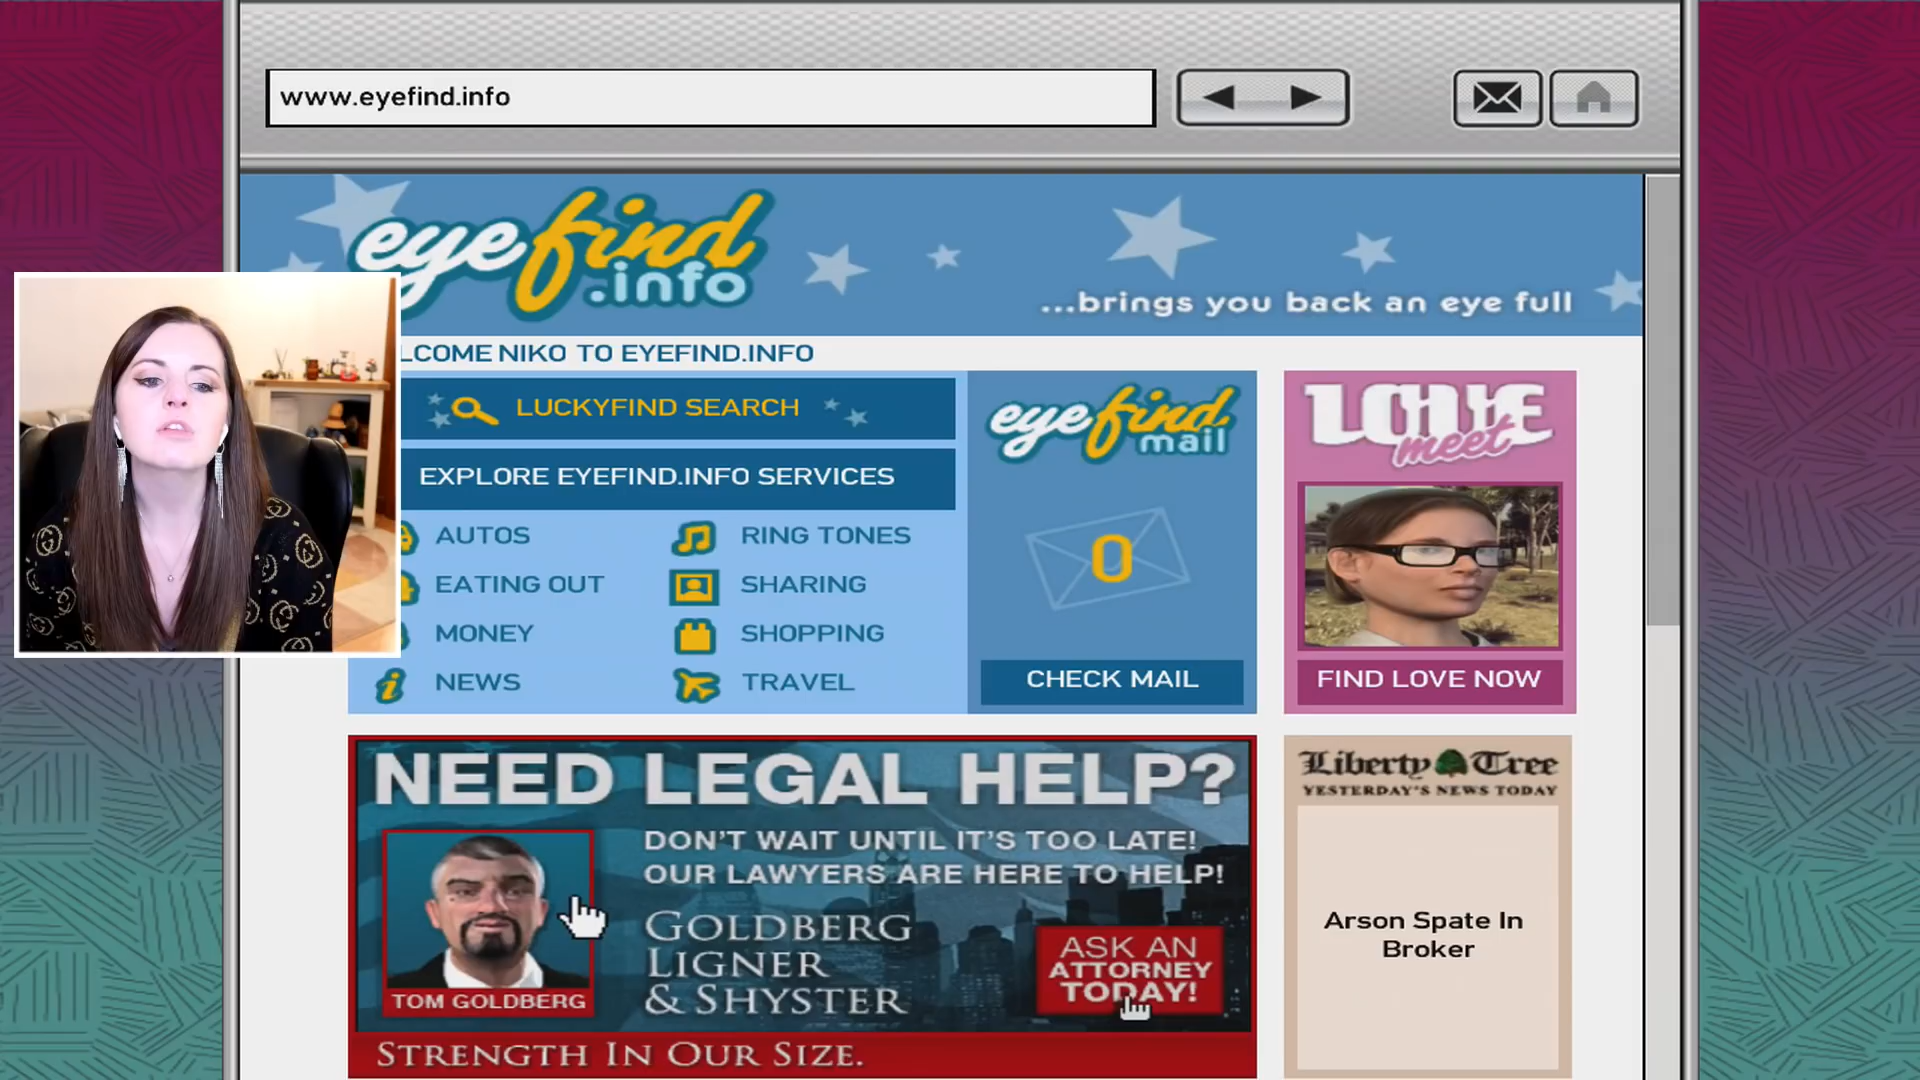 www.eyefind.info
eyefind
.info
...brings you back an eye full
LCOME NIKO TO EYEFIND.INFO
LUCKYFIND SEARCH
EXPLORE EYEFIND.INFO SERVICES
AUTOS
RING TONES
EATING OUT
SHARING
MONEY
SHOPPING
NEWS
TRAVEL
eyefind
mail
0
CHECK MAIL
LOVE
meet
FIND LOVE NOW
NEED LEGAL HELP?
DON'T WAIT UNTIL IT'S TOO LATE!
OUR LAWYERS ARE HERE TO HELP!
GOLDBERG
LIGNER
& SHYSTER
TOM GOLDBERG
ASK AN
ATTORNEY
TODAY!
STRENGTH IN OUR SIZE.
Liberty Tree
YESTERDAY'S NEWS TODAY
Arson Spate In
Broker